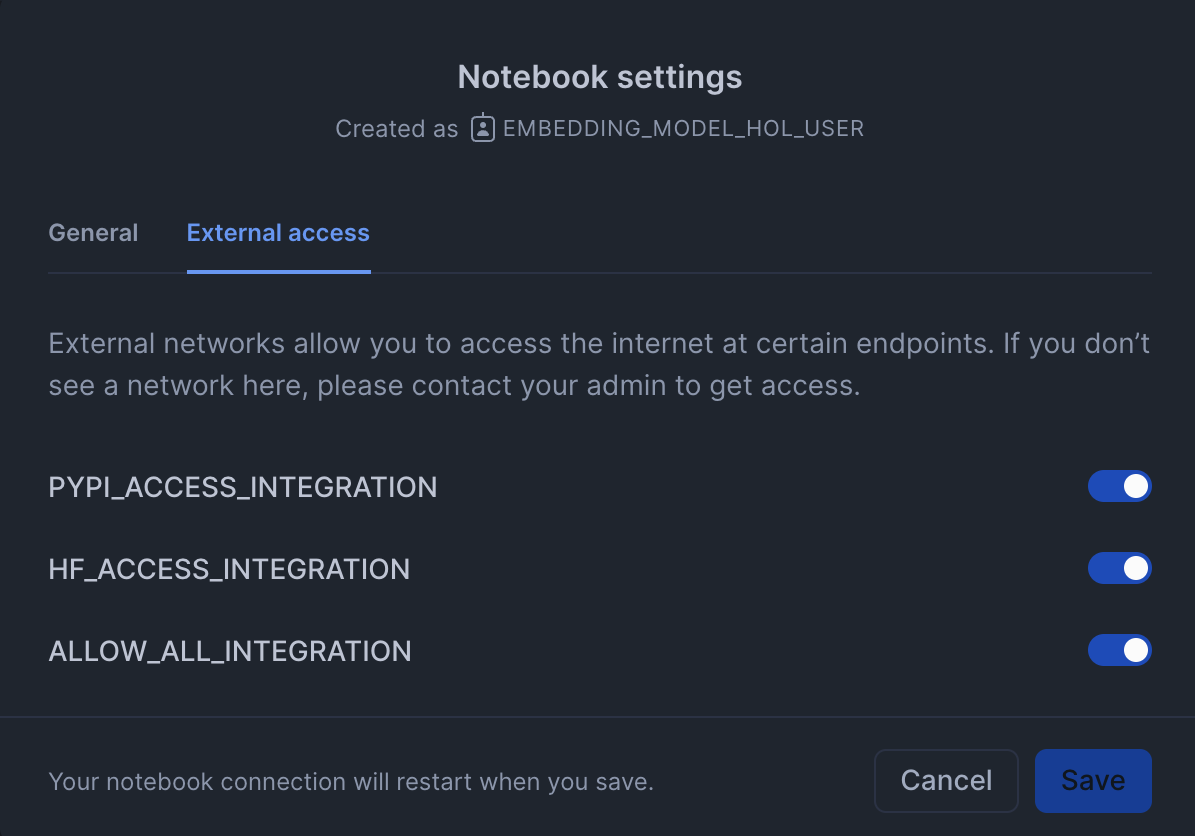 Notebook settings
Created as EMBEDDING_MODEL_HOL_USER
General External access
External networks allow you to access the internet at certain endpoints. If you don’t
see a network here, please contact your admin to get access.
PYPI_ACCESS_INTEGRATION
HF_ACCESS_INTEGRATION
ALLOW_ALL_INTEGRATION
Your notebook connection will restart when you save. Cancel Save